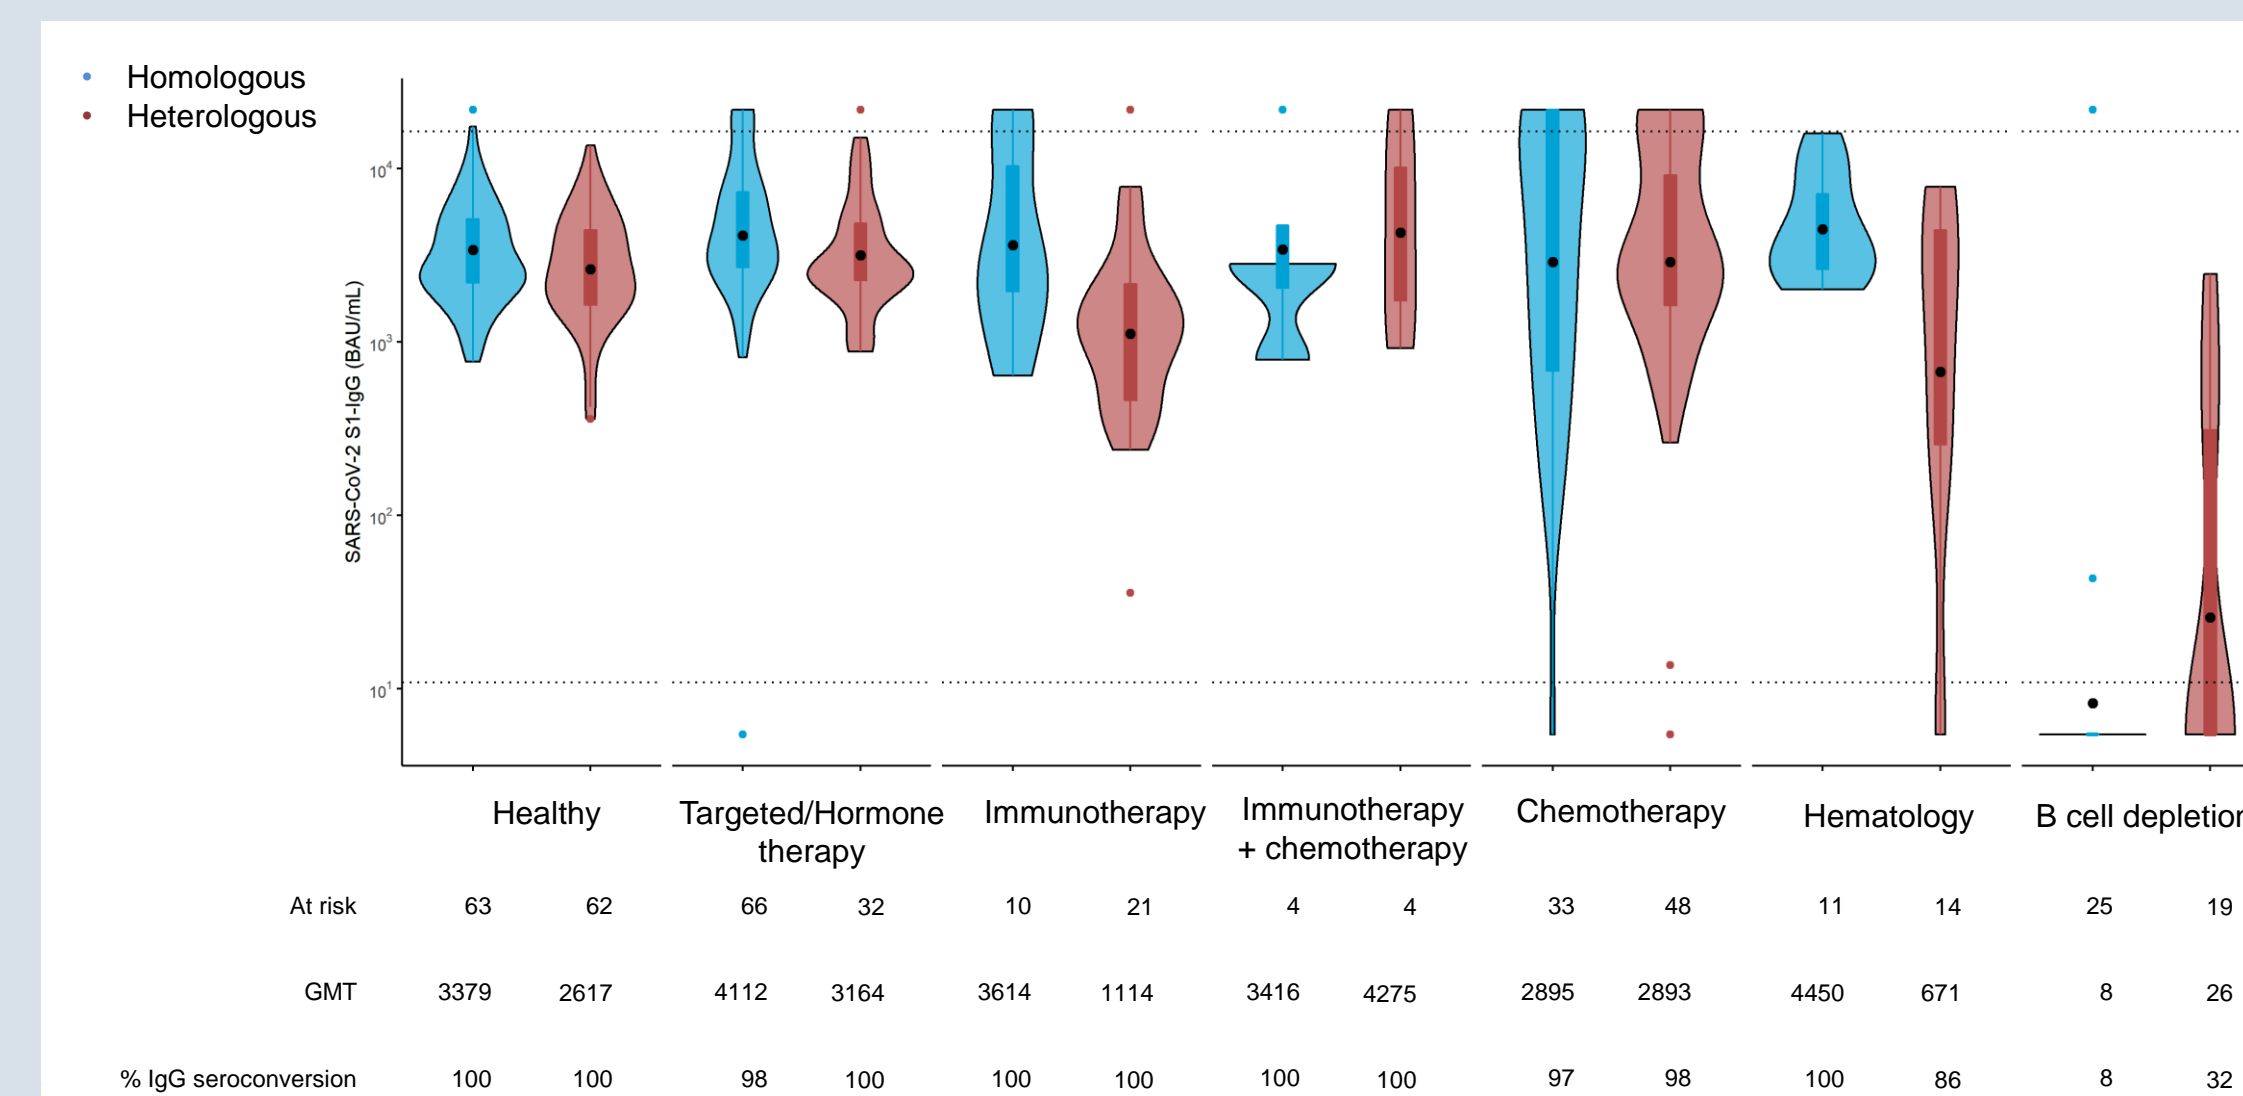 Homologous
Heterologous
SARS-CoV-2 S1-IgG (BAU/mL)
10⁴
10³
10²
10¹
Healthy
Targeted/Hormone
therapy
Immunotherapy
Immunotherapy
+ chemotherapy
Chemotherapy
Hematology
B cell depletion
At risk 63 62 66 32 10 21 4 4 33 48 11 14 25 19
GMT 3379 2617 4112 3164 3614 1114 3416 4275 2895 2893 4450 671 8 26
% IgG seroconversion 100 100 98 100 100 100 100 100 97 98 100 86 8 32